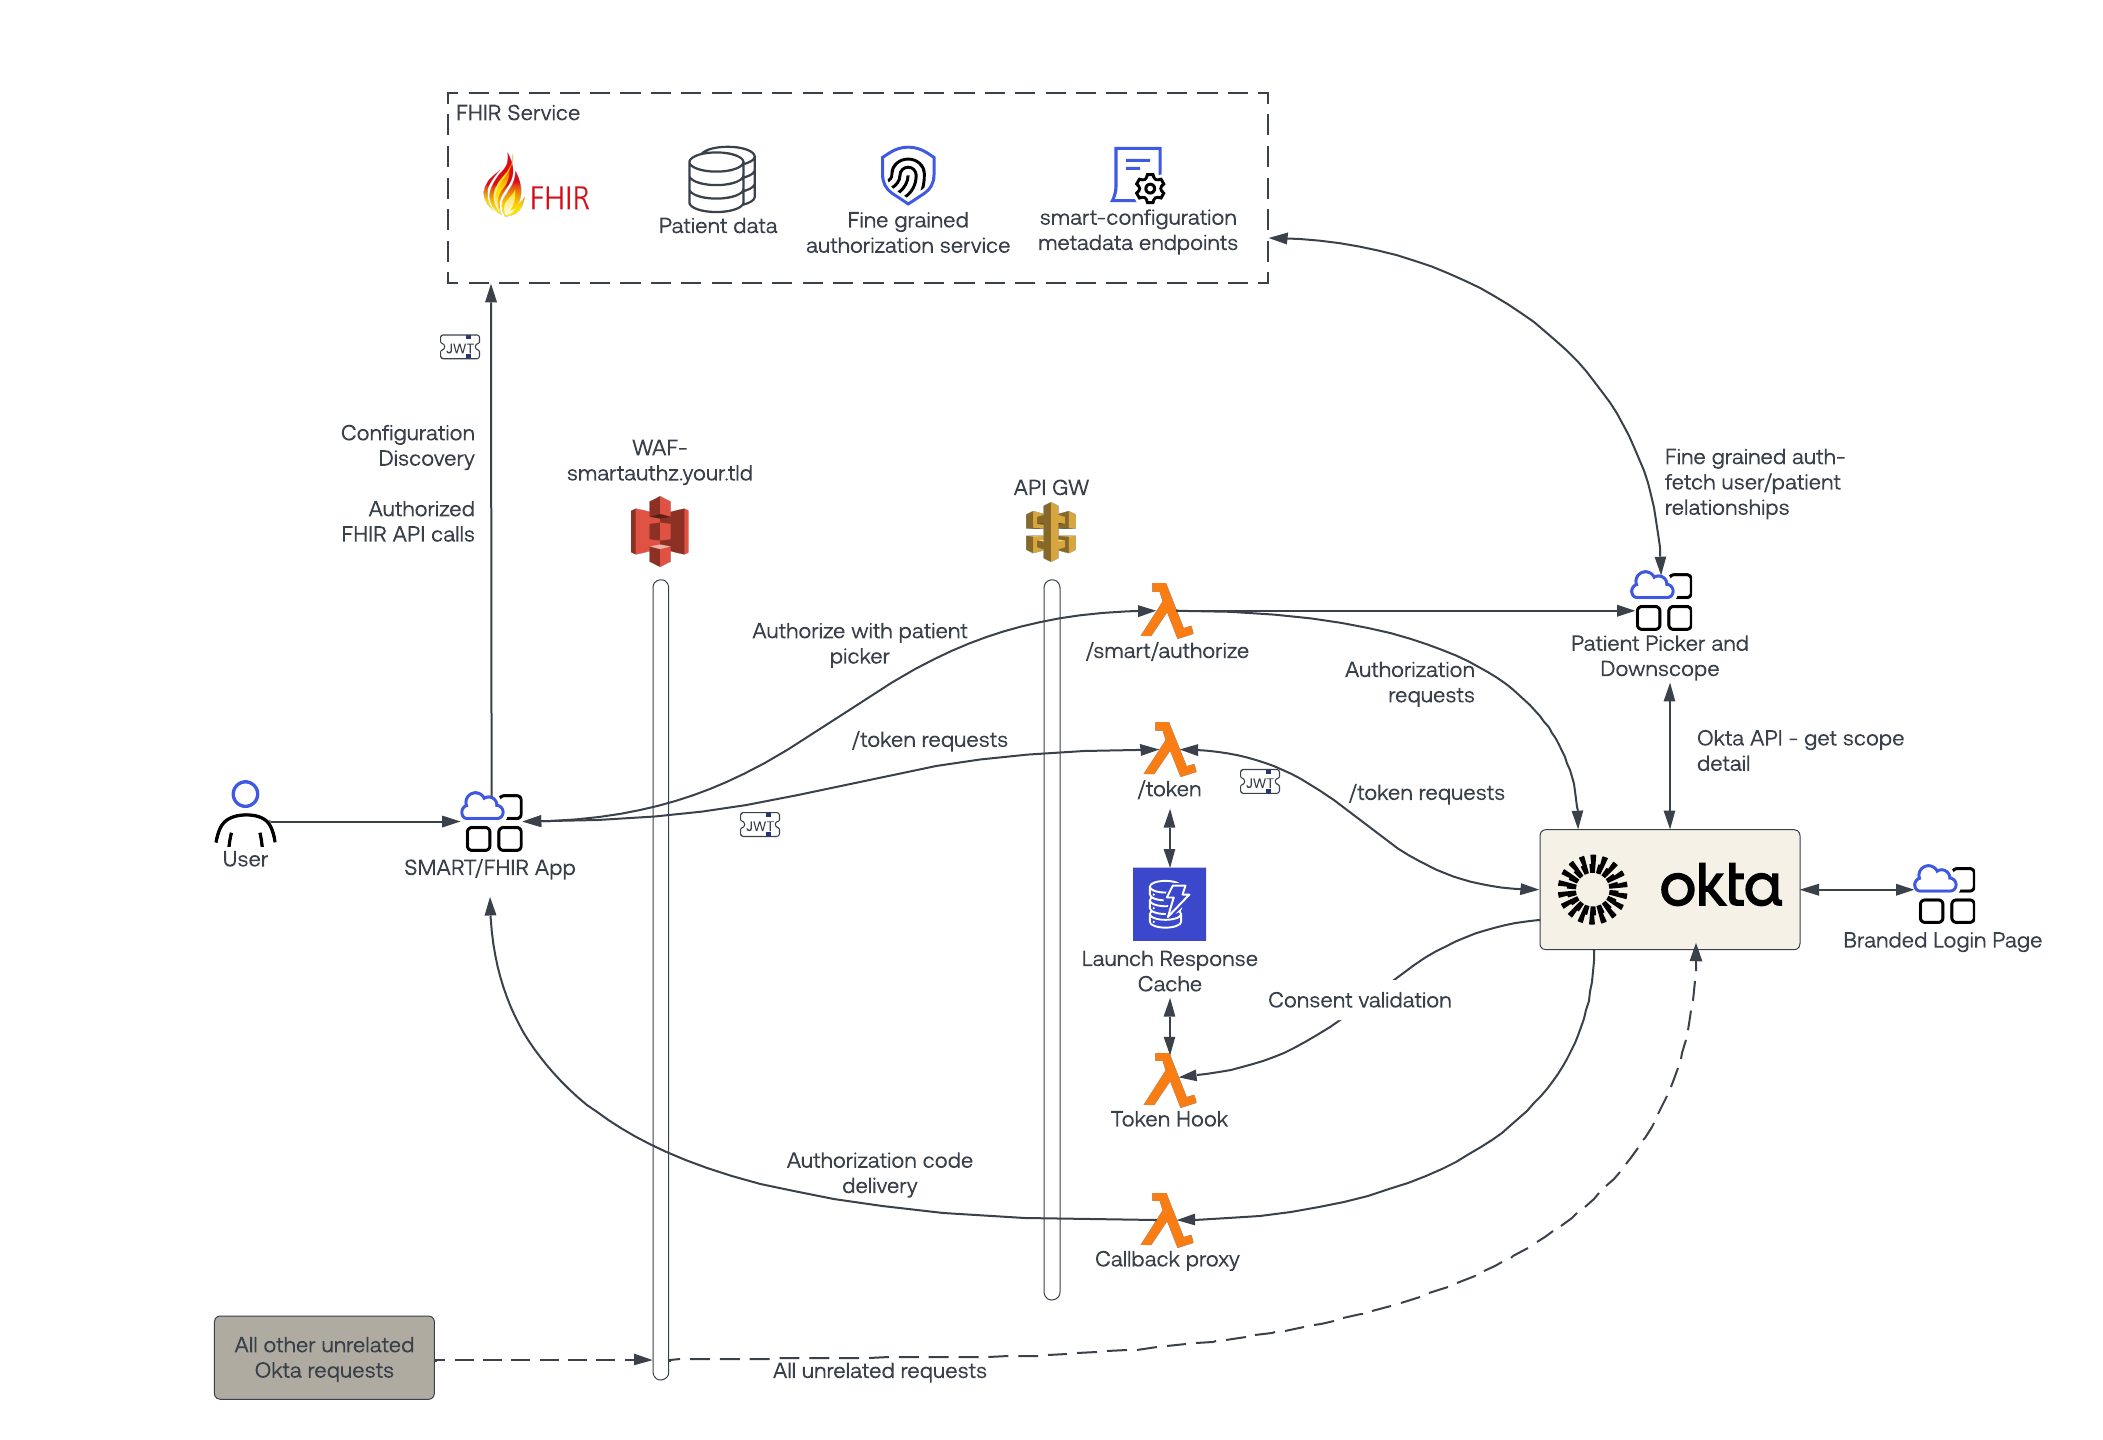 FHIR Service
FHIR
Patient data
Fine grained
authorization service
smart-configuration
metadata endpoints
JWT
Configuration
Discovery
Authorized
FHIR API calls
WAF-
smartauthz.your.tld
API GW
Fine grained auth-
fetch user/patient
relationships
Authorize with patient
picker
/smart/authorize
Patient Picker and
Downscope
Authorization
requests
/token requests
/token
JWT
/token requests
Okta API - get scope
detail
User
SMART/FHIR App
JWT
okta
Branded Login Page
Launch Response
Cache
Consent validation
Token Hook
Authorization code
delivery
Callback proxy
All other unrelated
Okta requests
All unrelated requests